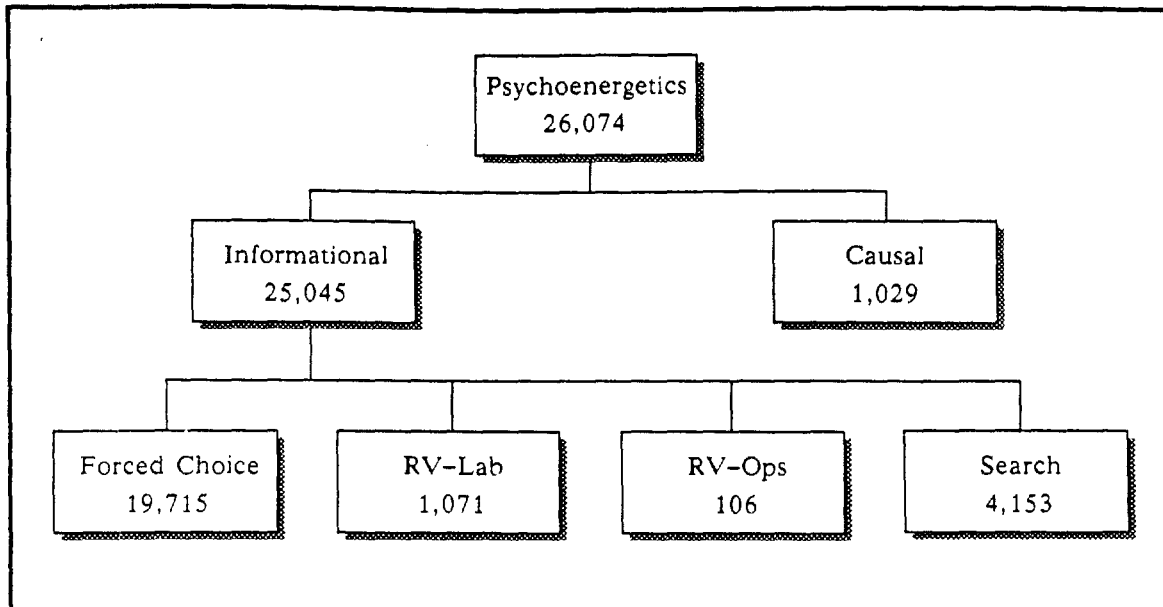 Psychoenergetics
26,074
Informational
25,045
Causal
1,029
Forced Choice
19,715
RV-Lab
1,071
RV-Ops
106
Search
4,153